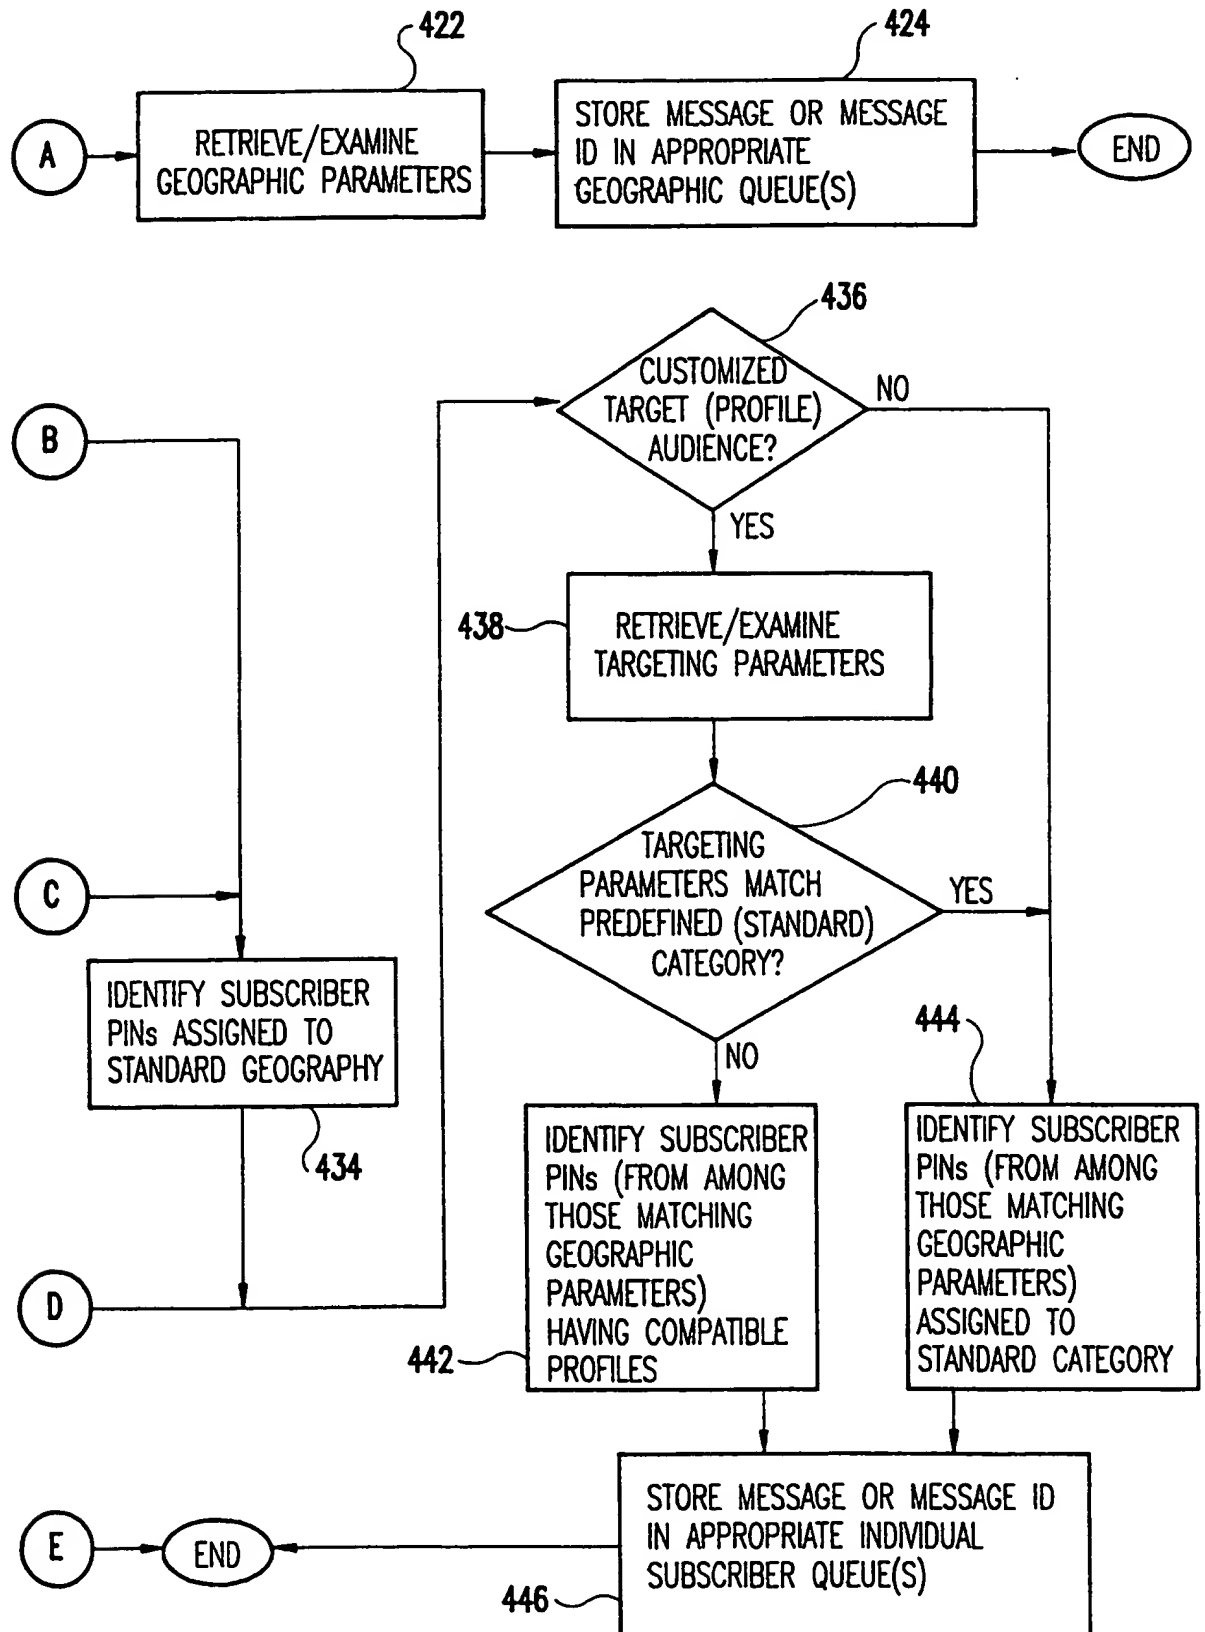 422
424
A
RETRIEVE/EXAMINE
GEOGRAPHIC PARAMETERS
STORE MESSAGE OR MESSAGE
ID IN APPROPRIATE
GEOGRAPHIC QUEUE(S)
END
436
CUSTOMIZED
TARGET (PROFILE)
AUDIENCE?
NO
B
YES
438
RETRIEVE/EXAMINE
TARGETING PARAMETERS
440
TARGETING
PARAMETERS MATCH
PREDEFINED (STANDARD)
CATEGORY?
YES
C
NO
IDENTIFY SUBSCRIBER
PINs ASSIGNED TO
STANDARD GEOGRAPHY
434
444
D
IDENTIFY SUBSCRIBER
PINs (FROM AMONG
THOSE MATCHING
GEOGRAPHIC
PARAMETERS)
HAVING COMPATIBLE
PROFILES
442
IDENTIFY SUBSCRIBER
PINs (FROM AMONG
THOSE MATCHING
GEOGRAPHIC
PARAMETERS)
ASSIGNED TO
STANDARD CATEGORY
E
END
STORE MESSAGE OR MESSAGE ID
IN APPROPRIATE INDIVIDUAL
SUBSCRIBER QUEUE(S)
446